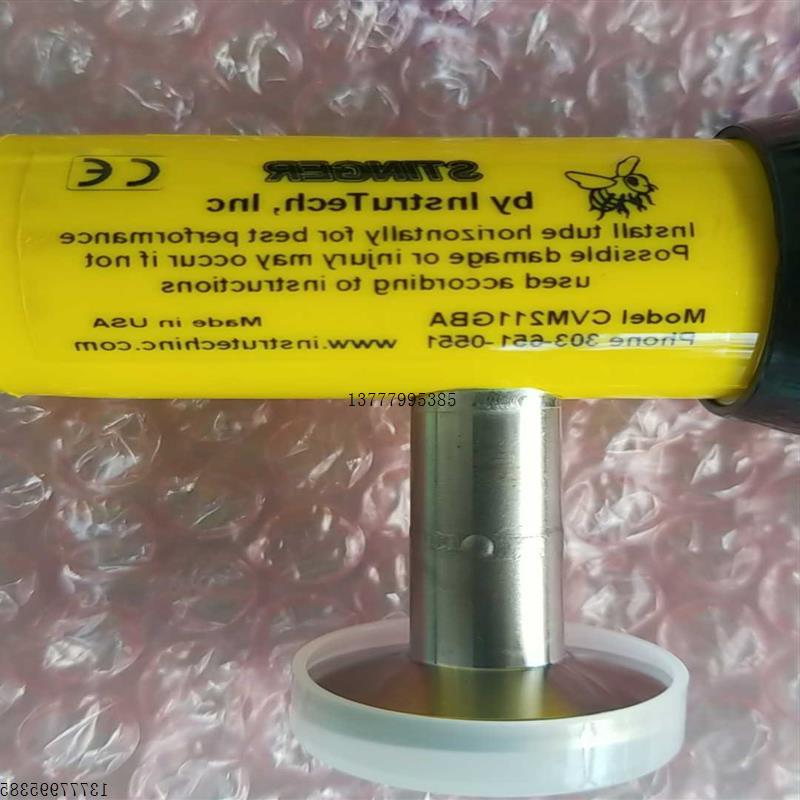 STINGER CE
by InstruTech, Inc
Install tube horizontally for best performance
Possible damage or injury may occur if not
used according to instructions
Model CVM211GBA Made in USA
Phone 303-651-0551 www.instrutechinc.com
13777995385
13777995385